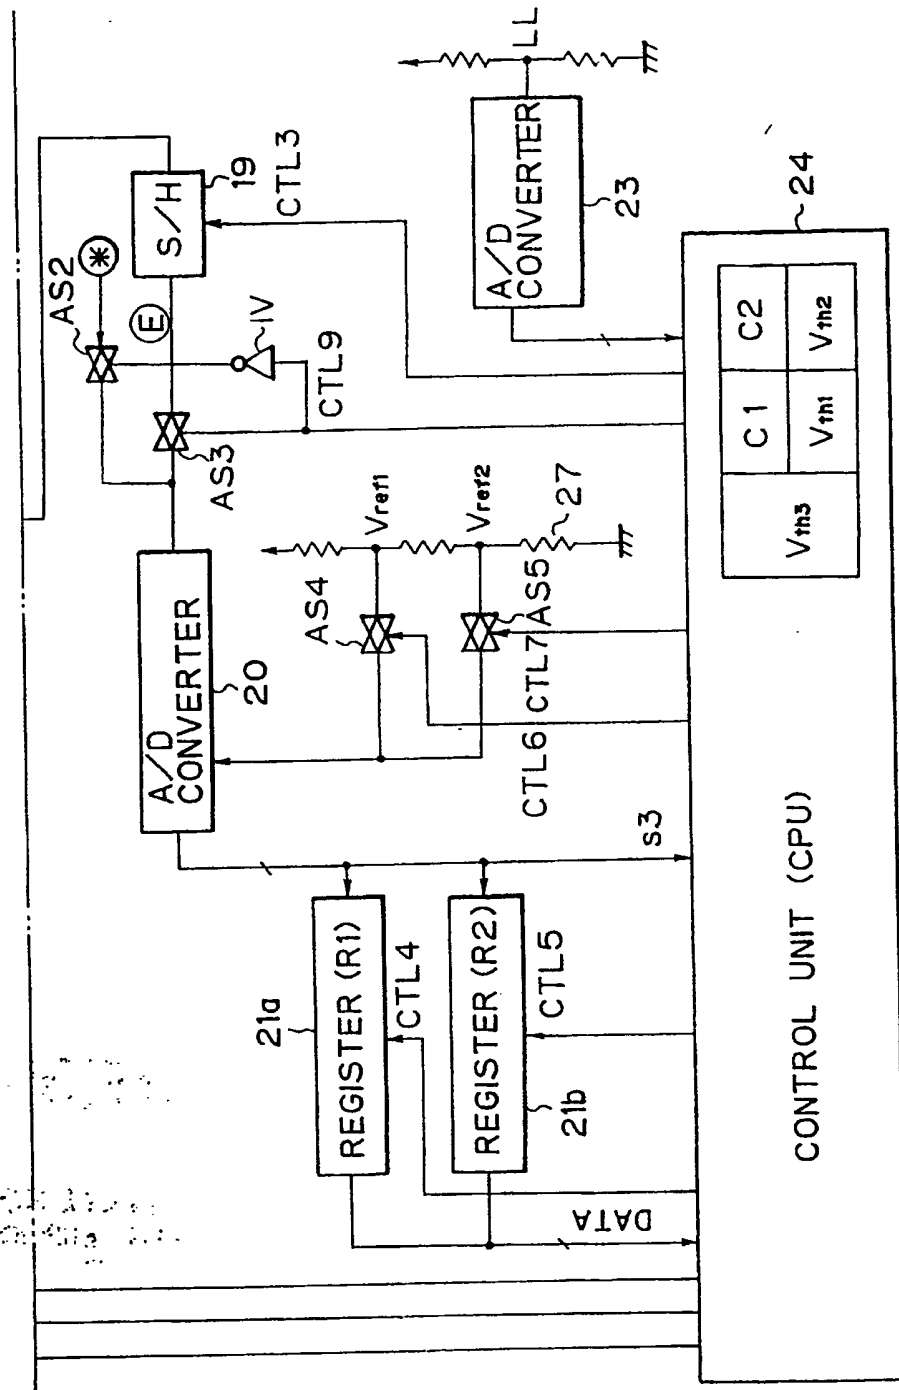 LL
A/D
CONVERTER
23
S/H
19
CTL3
AS2
*
E
IV
CTL9
AS3
24
C1
C2
Vth3
Vth1
Vth2
A/D
CONVERTER
20
Vref1
Vref2
27
AS4
AS5
CTL6
CTL7
s3
REGISTER (R1)
21a
CTL4
REGISTER (R2)
21b
CTL5
DATA
CONTROL UNIT (CPU)